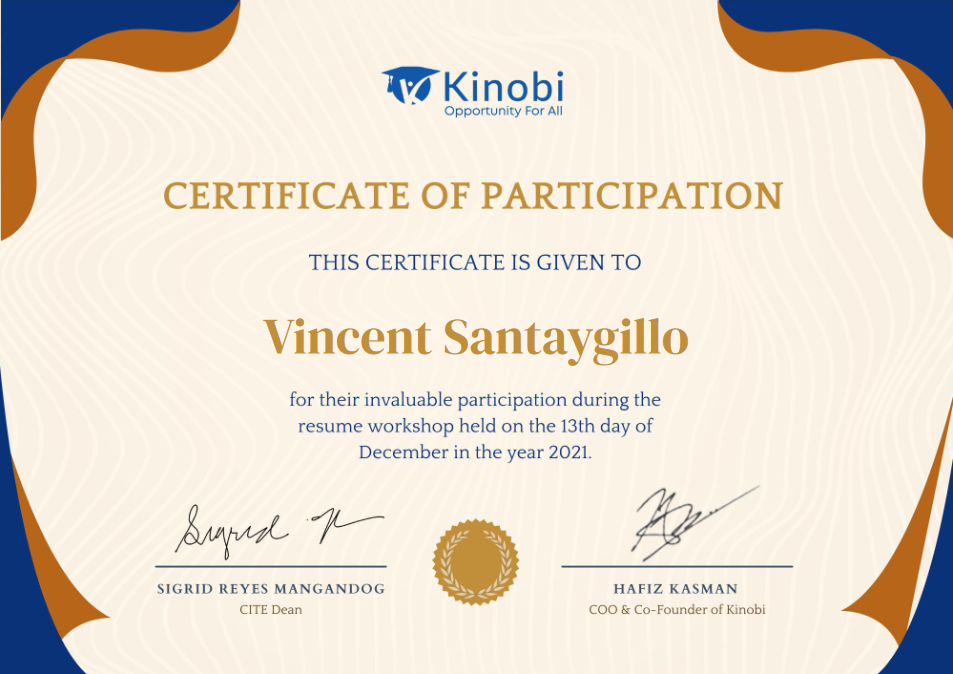 Kinobi
Opportunity For All
CERTIFICATE OF PARTICIPATION
THIS CERTIFICATE IS GIVEN TO
Vincent Santaygillo
for their invaluable participation during the
resume workshop held on the 13th day of
December in the year 2021.
Sigrid
SIGRID REYES MANGANDOG
CITE Dean
HAFIZ KASMAN
COO & Co-Founder of Kinobi